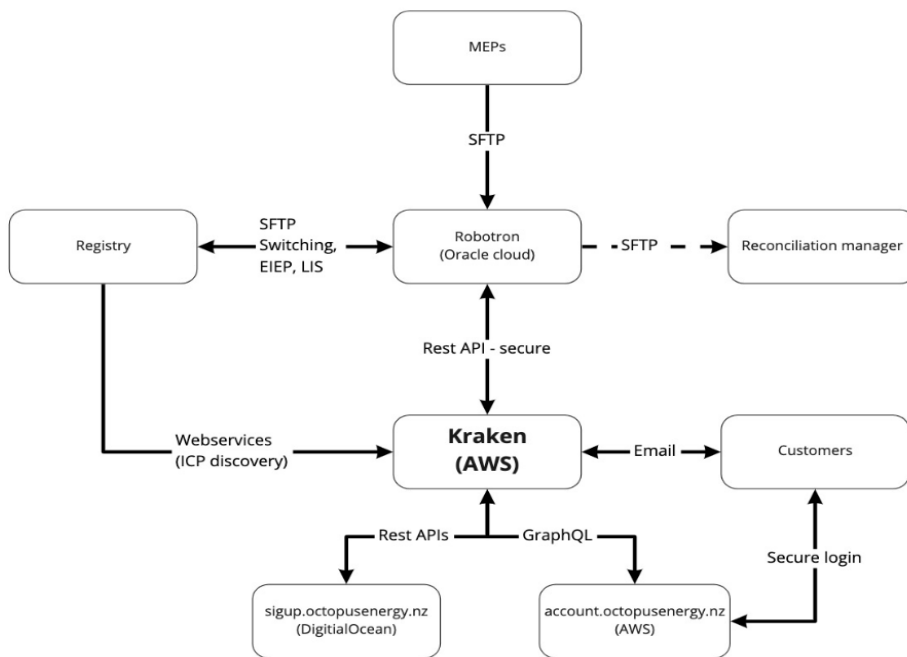 MEPs
SFTP
Registry
SFTP
Switching,
EIEP, LIS
Robotron
(Oracle cloud)
SFTP
Reconciliation manager
Rest API - secure
Webservices
(ICP discovery)
Kraken
(AWS)
Email
Customers
Rest APIs
GraphQL
Secure login
sigup.octopusenergy.nz
(DigitialOcean)
account.octopusenergy.nz
(AWS)